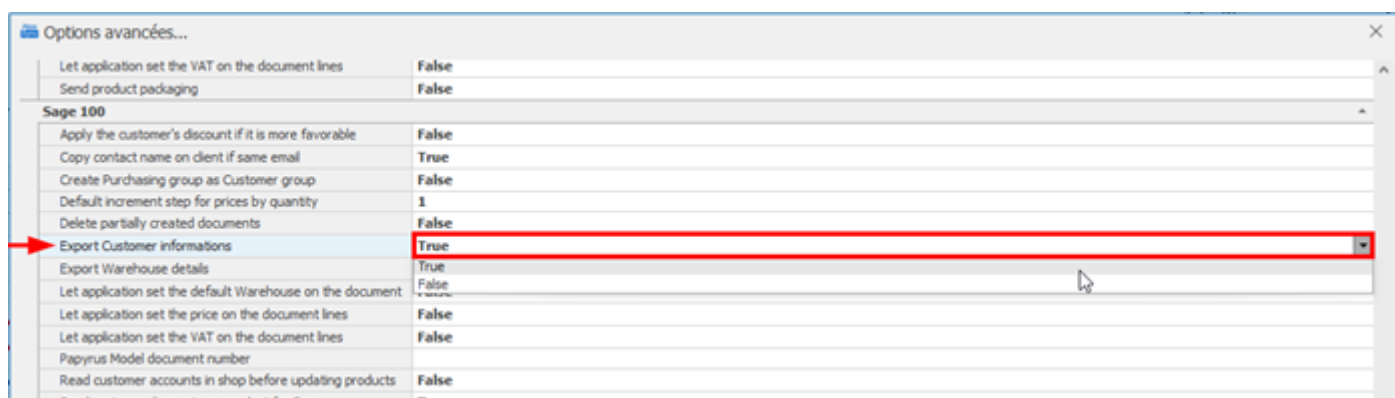 Options avancées...
Let application set the VAT on the document lines False
Send product packaging False
Sage 100
Apply the customer's discount if it is more favorable False
Copy contact name on client if same email True
Create Purchasing group as Customer group False
Default increment step for prices by quantity 1
Delete partially created documents False
Export Customer informations True
Export Warehouse details True
Let application set the default Warehouse on the document False
Let application set the price on the document lines False
Let application set the VAT on the document lines False
Papyrus Model document number
Read customer accounts in shop before updating products False